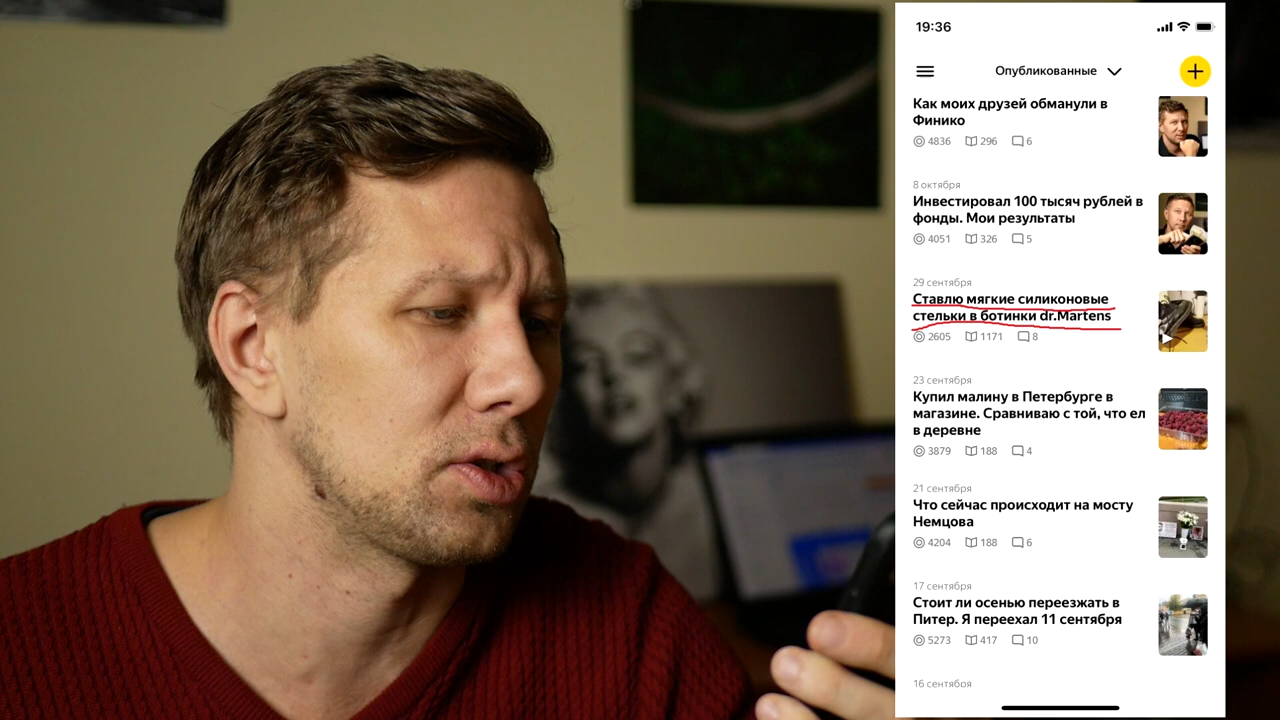 19:36
Опубликованные
Как моих друзей обманули в
Финико
4836 296 6
8 октября
Инвестировал 100 тысяч рублей в
фонды. Мои результаты
4051 326 5
29 сентября
Ставлю мягкие силиконовые
стельки в ботинки dr.Martens
2605 1171 8
23 сентября
Купил малину в Петербурге в
магазине. Сравниваю с той, что ел
в деревне
3879 188 4
21 сентября
Что сейчас происходит на мосту
Немцова
4204 188 6
17 сентября
Стоит ли осенью переезжать в
Питер. Я переехал 11 сентября
5273 417 10
16 сентября